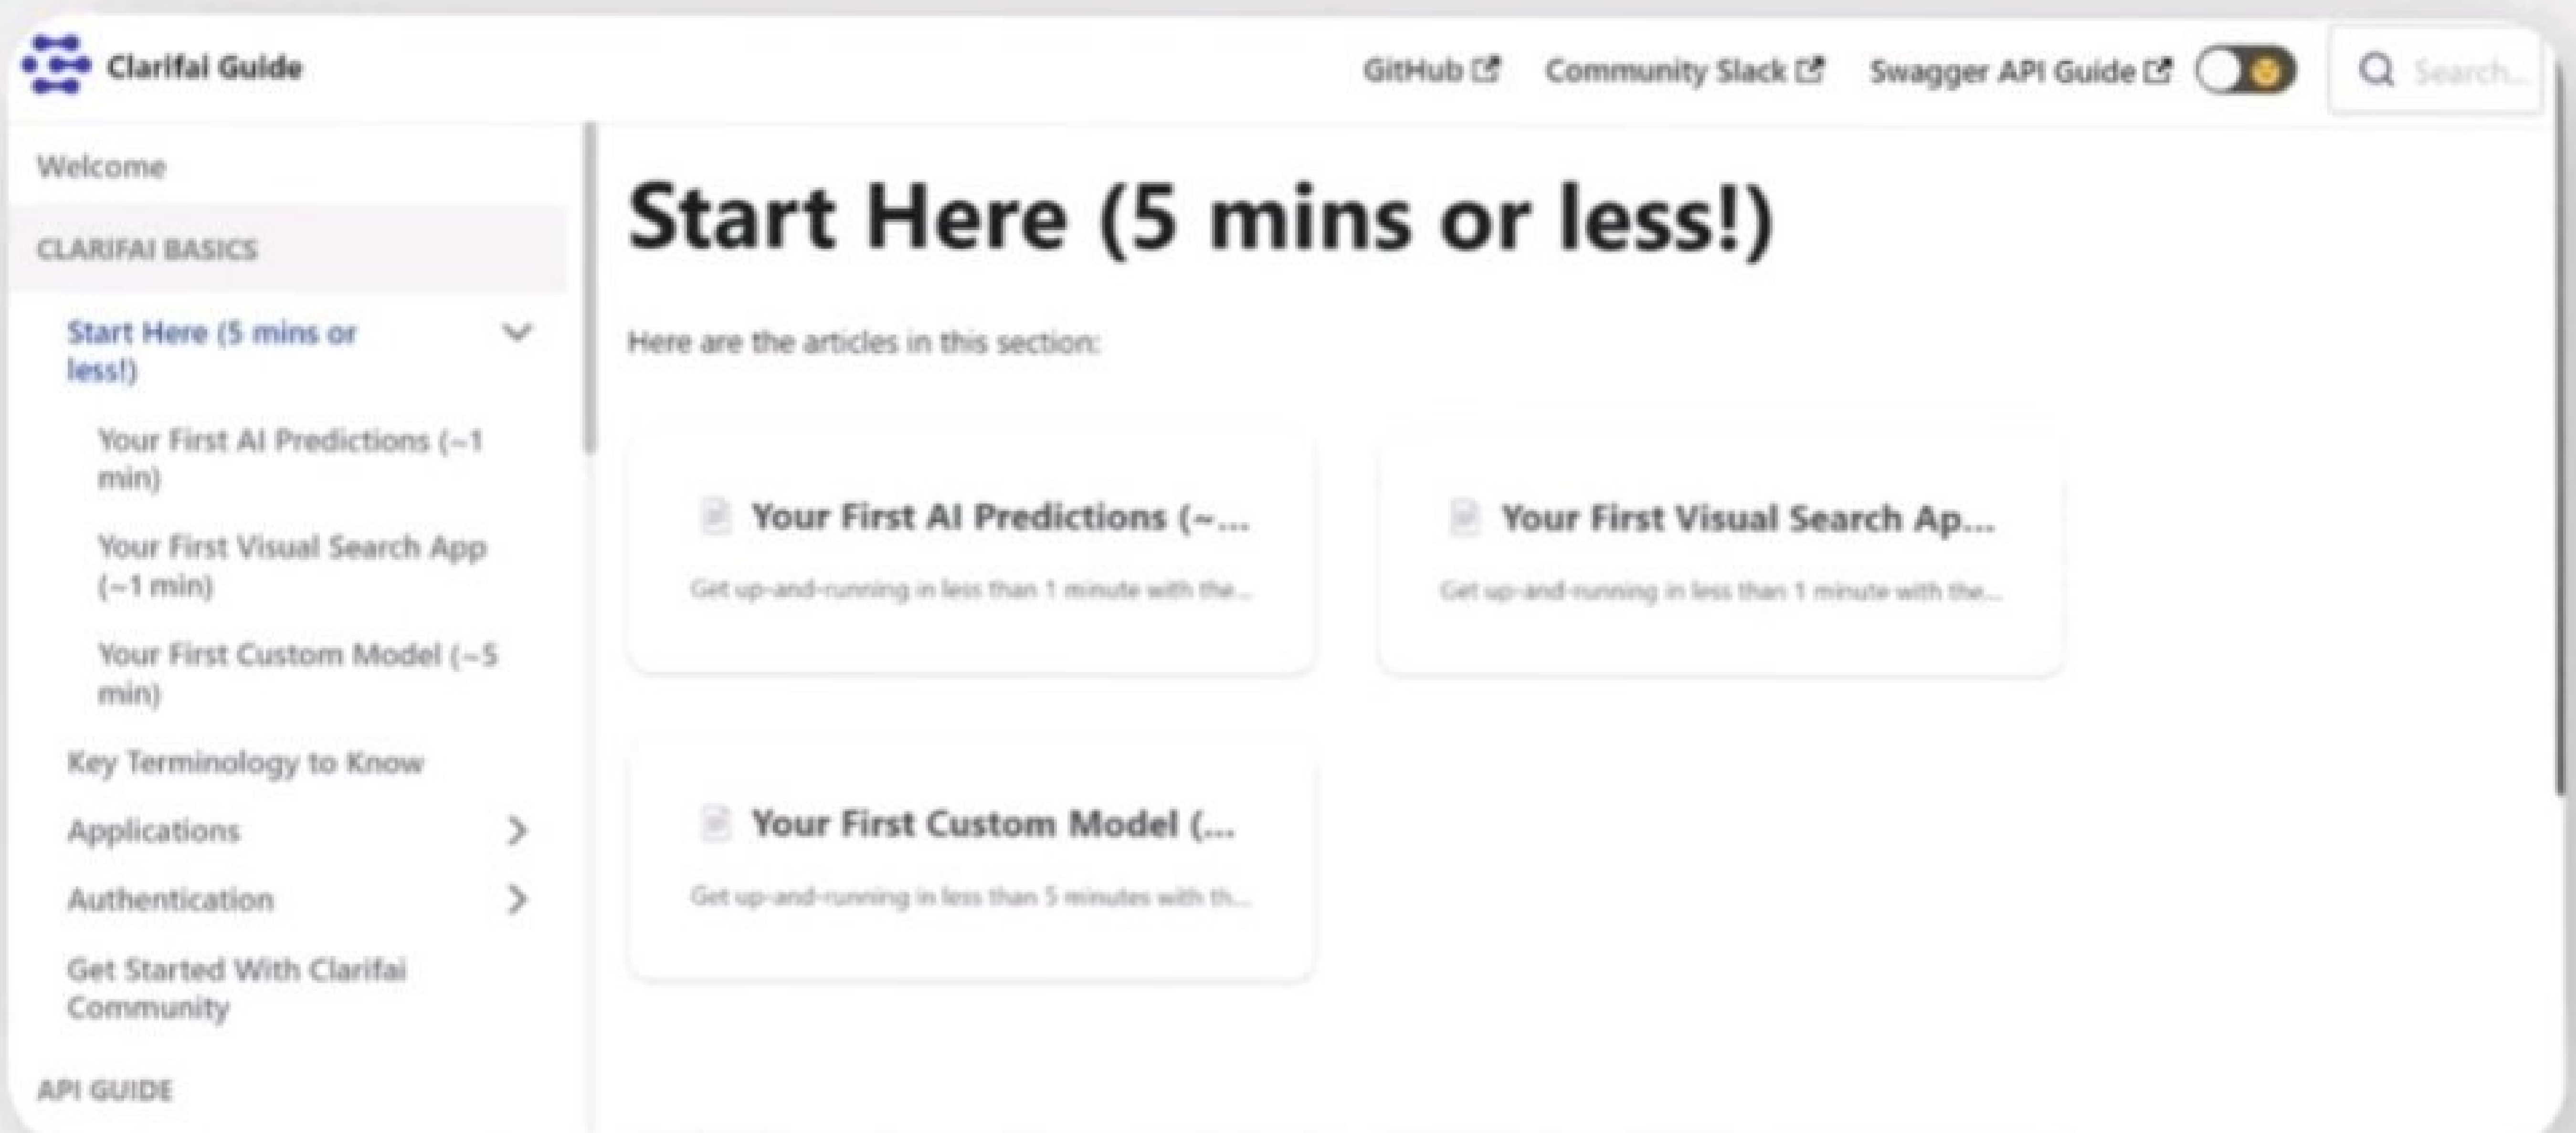 Clarifai Guide
GitHub
Community Slack
Swagger API Guide
Search...
Welcome
CLARIFAI BASICS
Start Here (5 mins or
less!)
Your First AI Predictions (~1
min)
Your First Visual Search App
(~1 min)
Your First Custom Model (~5
min)
Key Terminology to Know
Applications
Authentication
Get Started With Clarifai
Community
API GUIDE
Start Here (5 mins or less!)
Here are the articles in this section:
Your First AI Predictions (~...
Get up-and-running in less than 1 minute with the...
Your First Visual Search Ap...
Get up-and-running in less than 1 minute with the...
Your First Custom Model (...
Get up-and-running in less than 5 minutes with th...